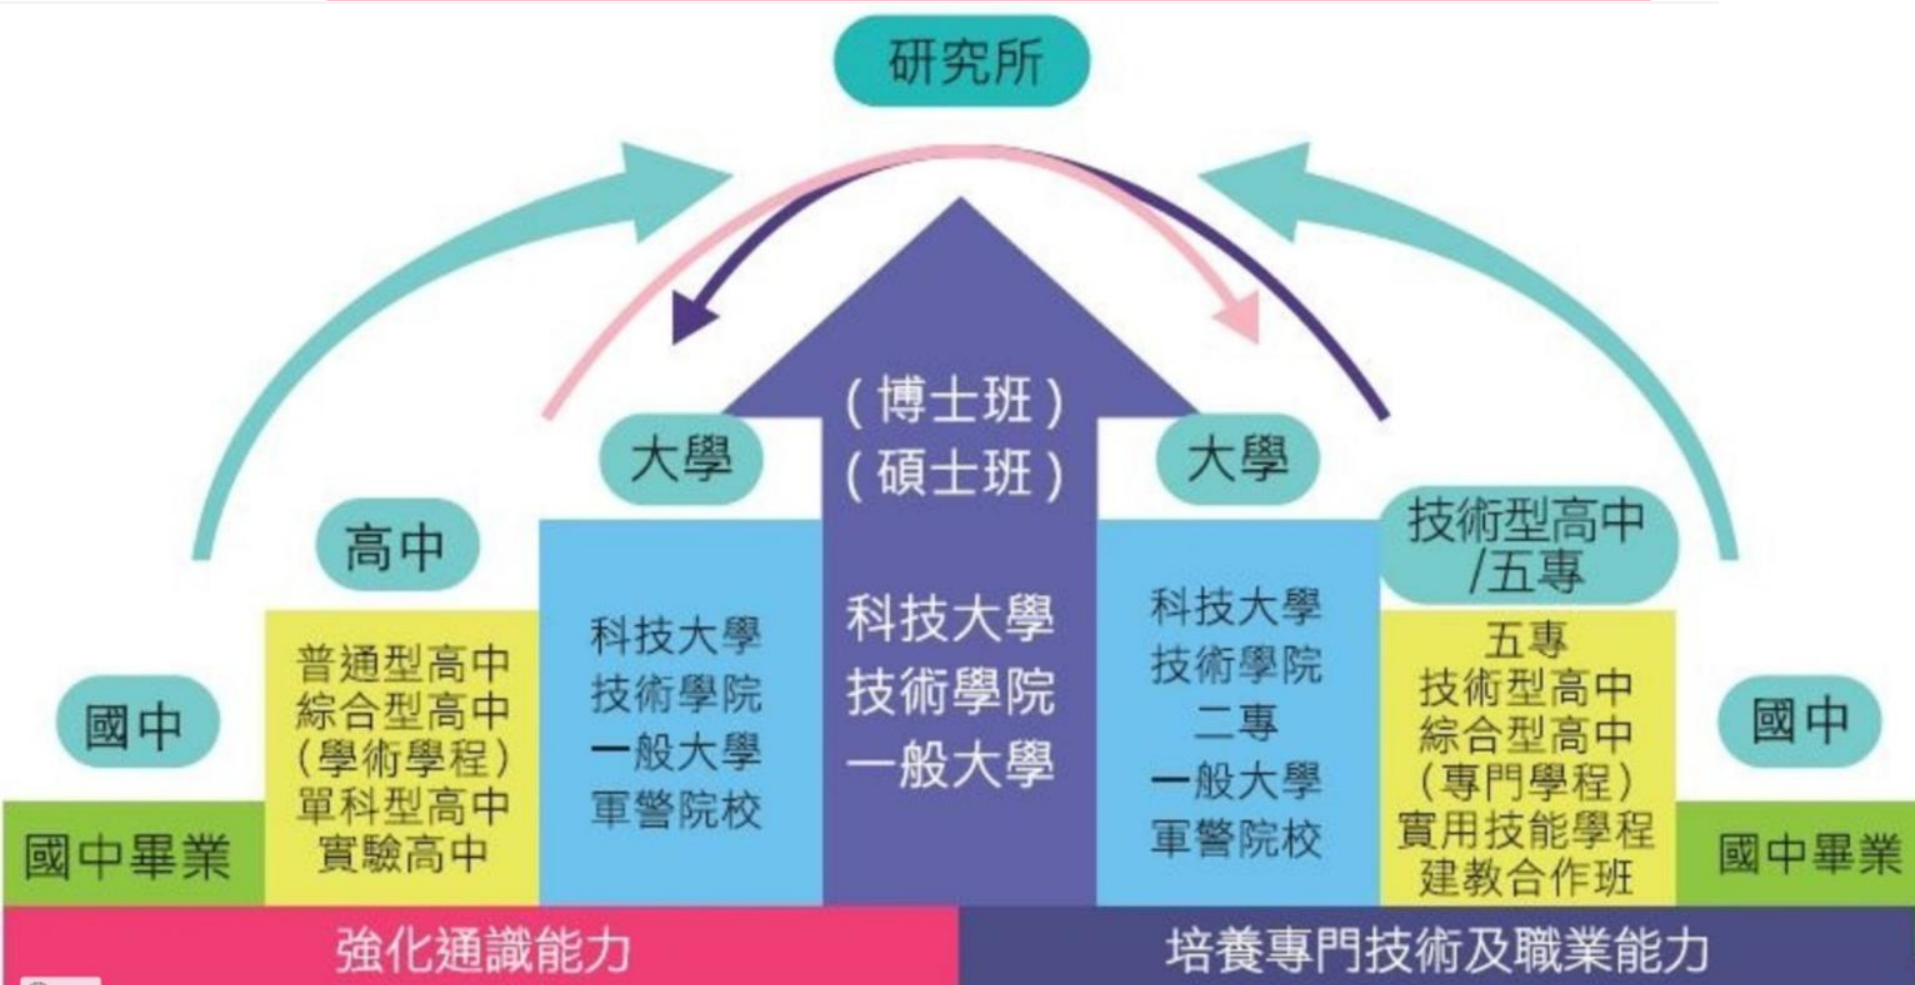 研究所
大學
高中
國中
國中畢業
普通型高中
綜合型高中
(學術學程)
單科型高中
實驗高中
科技大學
技術學院
一般大學
軍警院校
(博士班)
(碩士班)
科技大學
技術學院
一般大學
大學
科技大學
技術學院
二專
一般大學
軍警院校
技術型高中
/五專
五專
技術型高中
綜合型高中
(專門學程)
實用技能學程
建教合作班
國中
國中畢業
強化通識能力
培養專門技術及職業能力